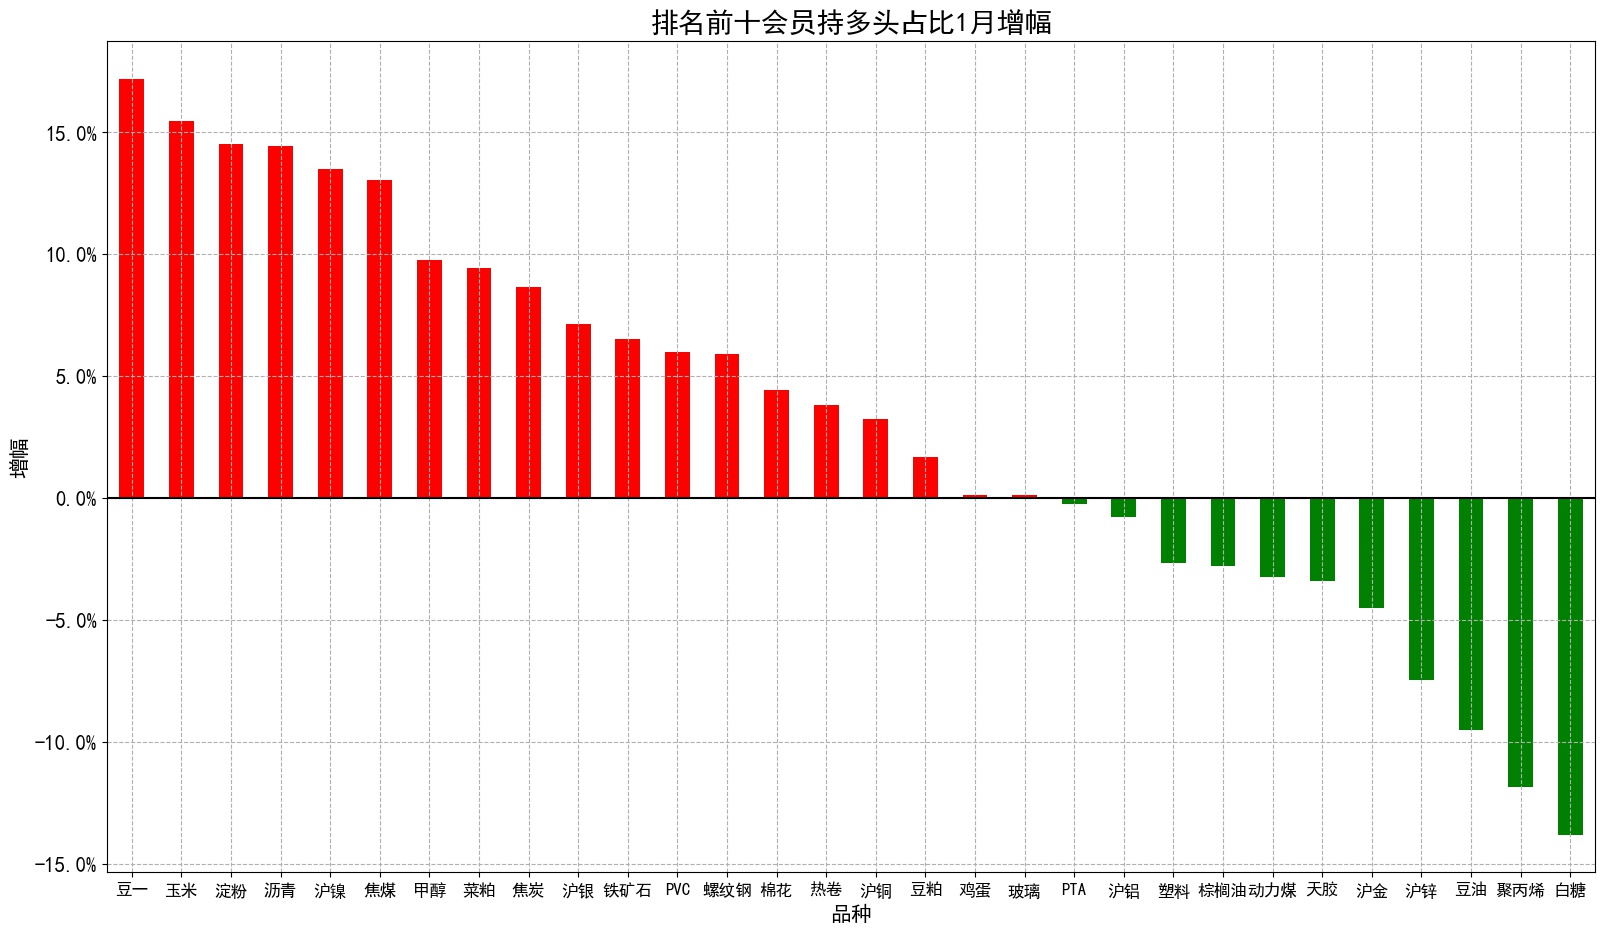 排名前十会员持多头占比1月增幅
增幅
15.0%
10.0%
5.0%
0.0%
−5.0%
−10.0%
−15.0%
豆一 玉米 淀粉 沥青 沪镍 焦煤 甲醇 菜粕 焦炭 沪银 铁矿石 PVC 螺纹钢 棉花 热卷 沪铜 豆粕 鸡蛋 玻璃 PTA 沪铝 塑料 棕榈油 动力煤 天胶 沪金 沪锌 豆油 聚丙烯 白糖
品种